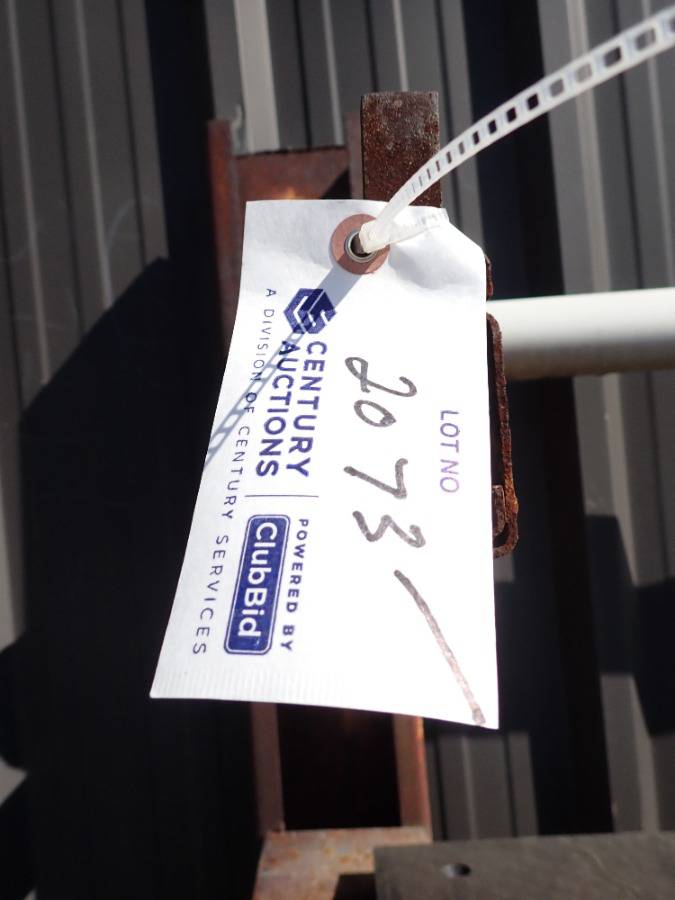 LOT NO
2073/
CENTURY
AUCTIONS
A DIVISION OF CENTURY SERVICES
POWERED BY
ClubBid